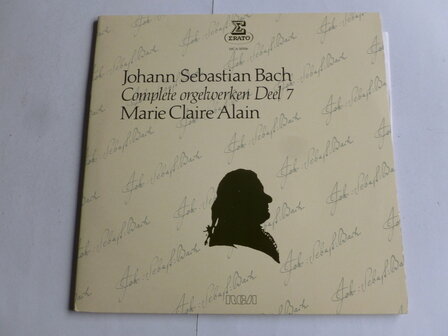 ERATO
Johann Sebastian Bach
Complete orgelwerken Deel 7
Marie Claire Alain
RCA